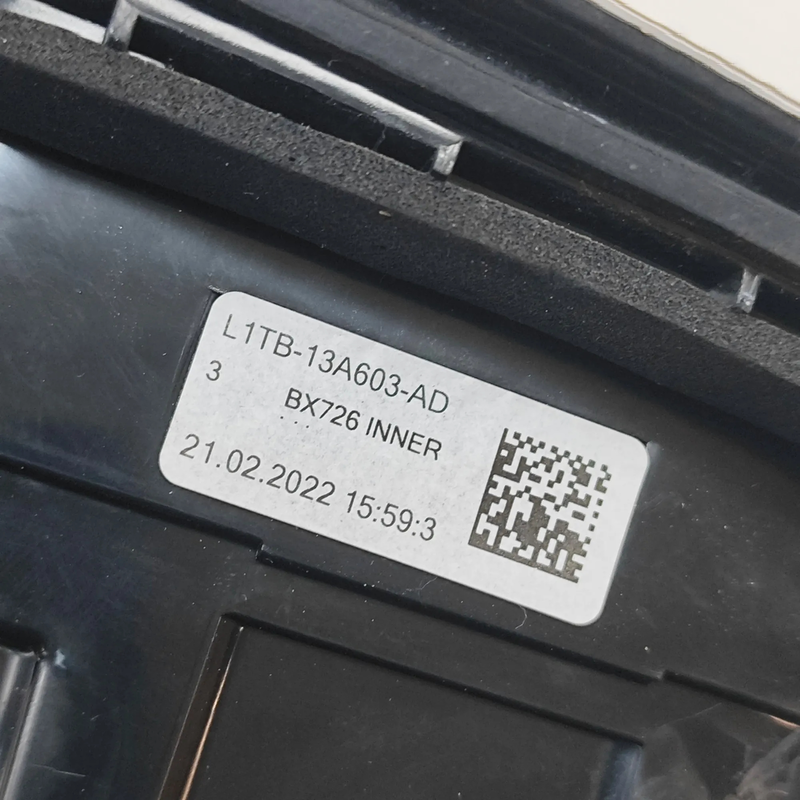 L1TB-13A603-AD
3
BX726 INNER
21.02.2022 15:59:3